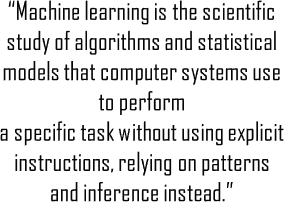 “Machine learning is the scientific
study of algorithms and statistical
models that computer systems use
to perform
a specific task without using explicit
instructions, relying on patterns
and inference instead.”